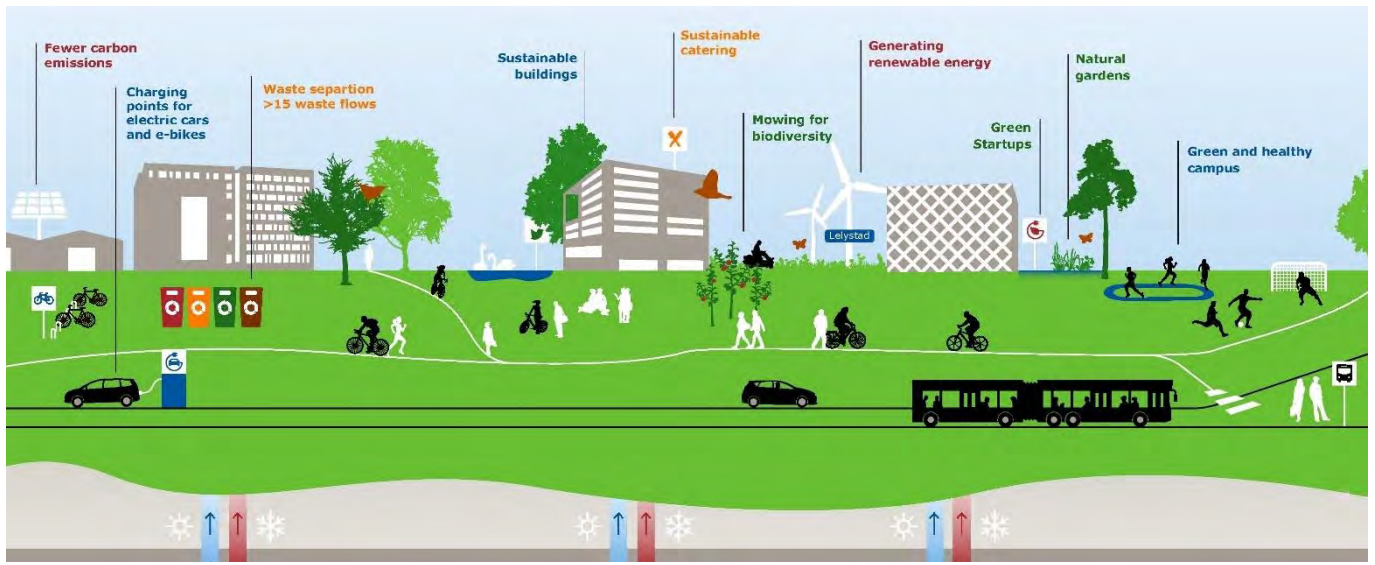 Fewer carbon
emissions
Charging
points for
electric cars
and e-bikes
Waste separtion
>15 waste flows
Sustainable
buildings
Sustainable
catering
Mowing for
biodiversity
Generating
renewable energy
Lelystad
Green
Startups
Natural
gardens
Green and healthy
campus